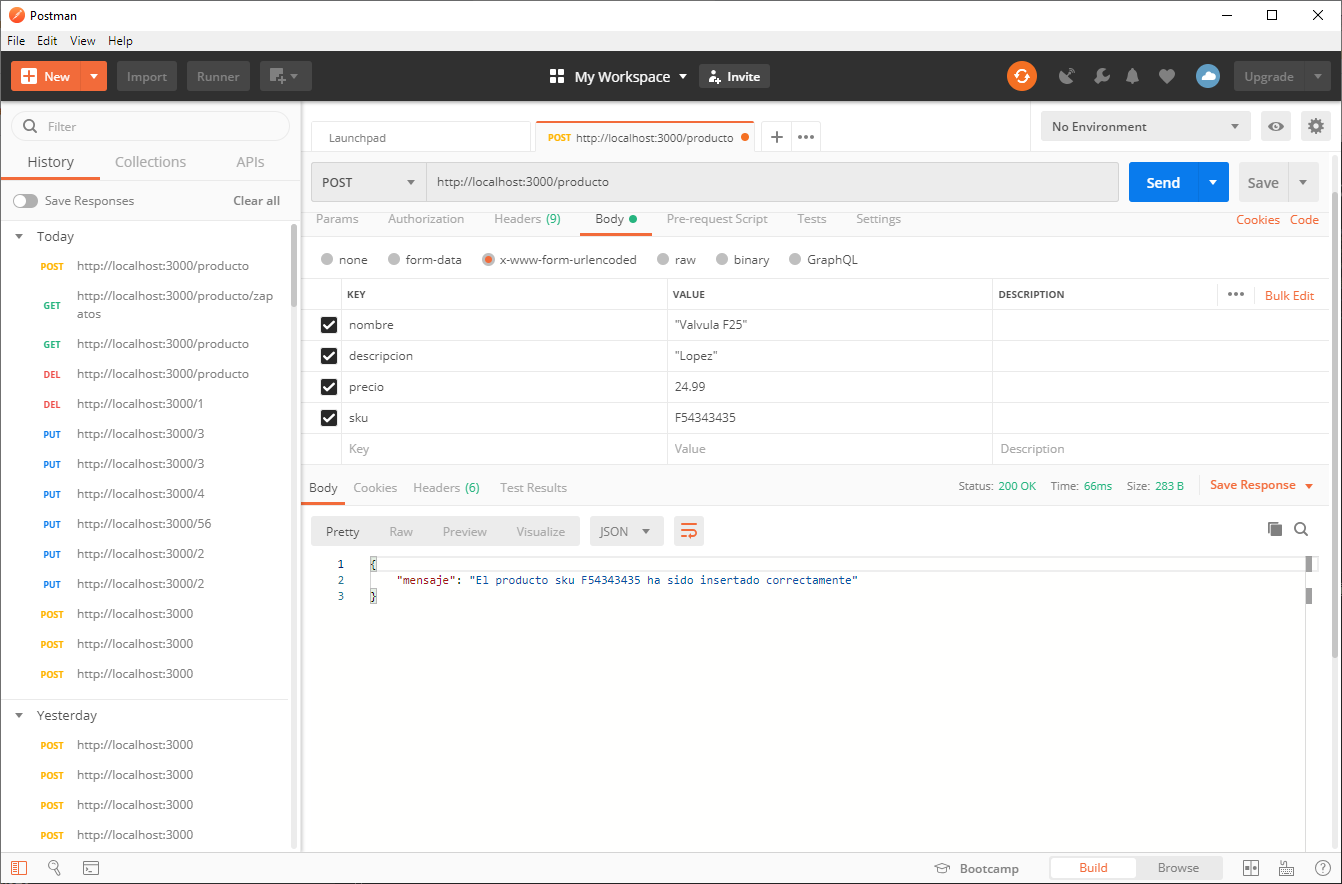 Postman
File Edit View Help
New Import Runner My Workspace Invite Upgrade
Filter
History Collections APIs
Save Responses Clear all
Today
POST http://localhost:3000/producto
GET http://localhost:3000/producto/zap
atos
GET http://localhost:3000/producto
DEL http://localhost:3000/producto
DEL http://localhost:3000/1
PUT http://localhost:3000/3
PUT http://localhost:3000/3
PUT http://localhost:3000/4
PUT http://localhost:3000/56
PUT http://localhost:3000/2
PUT http://localhost:3000/2
POST http://localhost:3000
POST http://localhost:3000
POST http://localhost:3000
Yesterday
POST http://localhost:3000
POST http://localhost:3000
POST http://localhost:3000
POST http://localhost:3000
Launchpad POST http://localhost:3000/producto No Environment
POST http://localhost:3000/producto Send Save
Params Authorization Headers (9) Body Pre-request Script Tests Settings Cookies Code
none form-data x-www-form-urlencoded raw binary GraphQL
KEY VALUE DESCRIPTION Bulk Edit
nombre "Valvula F25"
descripcion "Lopez"
precio 24.99
sku F54343435
Key Value Description
Body Cookies Headers (6) Test Results Status: 200 OK Time: 66ms Size: 283 B Save Response
Pretty Raw Preview Visualize JSON
1 {
2 "mensaje": "El producto sku F54343435 ha sido insertado correctamente"
3 }
Bootcamp Build Browse